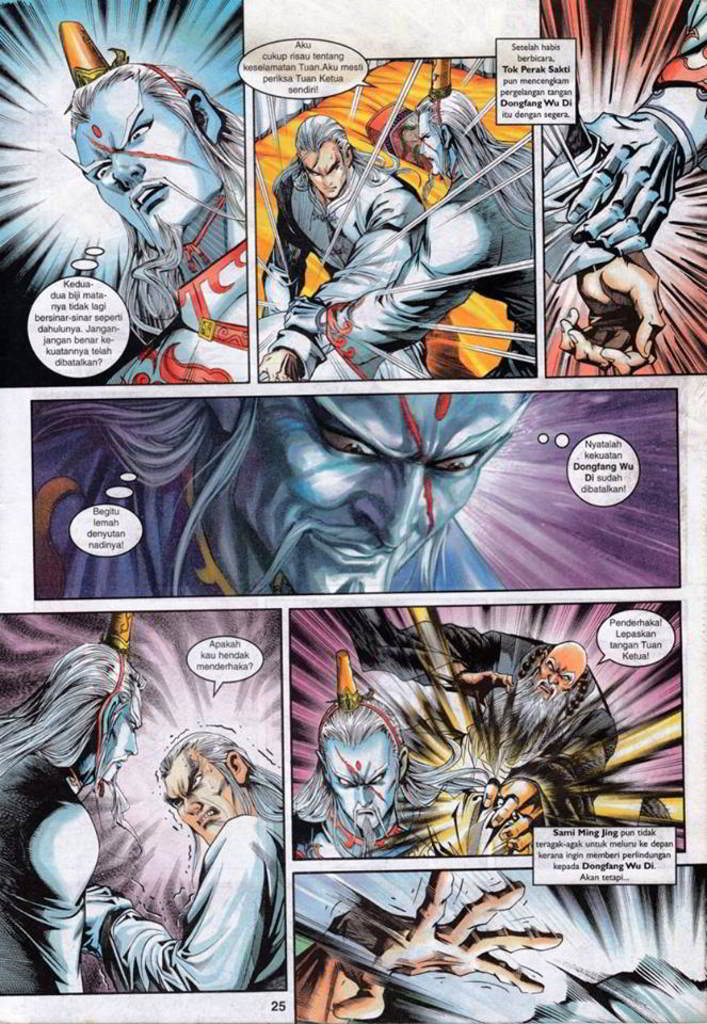 Kedua-
dua biji mata-
nya tidak lagi
bersinar-sinar seperti
dahulunya. Jangan-
jangan benar ke-
kuatannya telah
dibatalkan?
Aku
cukup risau tentang
keselamatan Tuan.Aku mesti
periksa Tuan Ketua
sendiri!
Setelah habis
berbicara,
Tok Perak Sakti
pun mencengkam
pergelangan tangan
Dongfang Wu Di
itu dengan segera.
Begitu
lemah
denyutan
nadinya!
Nyatalah
kekuatan
Dongfang Wu
Di sudah
dibatalkan!
Apakah
kau hendak
menderhaka?
Penderhaka!
Lepaskan
tangan Tuan
Ketua!
Sami Ming Jing pun tidak
teragak-agak untuk meluru ke depan
kerana ingin memberi perlindungan
kepada Dongfang Wu Di.
Akan tetapi...
25